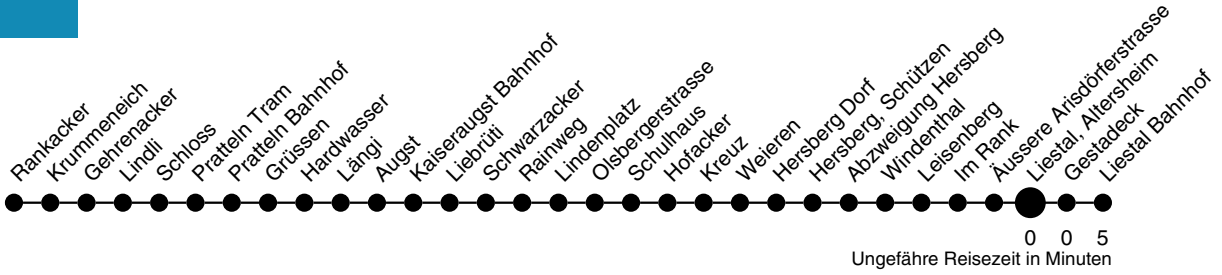 Rankacker
Krummeneich
Gehrenacker
Lindli
Schloss
Pratteln Tram
Pratteln Bahnhof
Grüssen
Hardwasser
Längi
Augst
Kaiseraugst Bahnhof
Liebrüti
Schwarzacker
Rainweg
Lindenplatz
Olsbergerstrasse
Schulhaus
Hofacker
Kreuz
Weieren
Hersberg Dorf
Hersberg, Schützen
Abzweigung Hersberg
Windenthal
Leisenberg
Im Rank
Äussere Arisdörferstrasse
Liestal, Altersheim
Gestadeck
Liestal Bahnhof
0 0 5
Ungefähre Reisezeit in Minuten